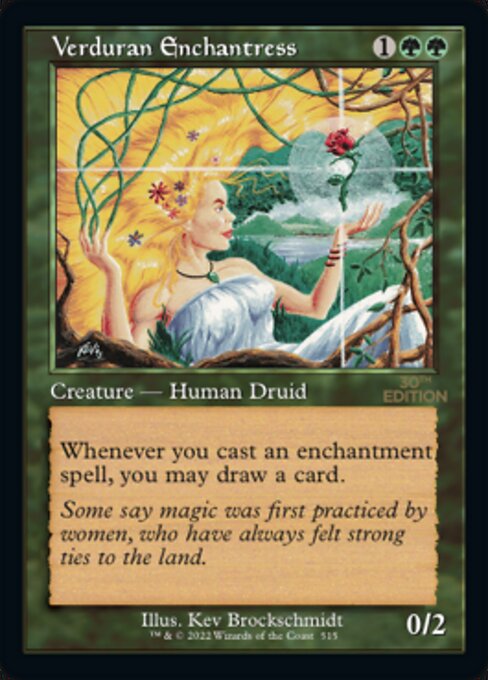 Verduran Enchantress 1
Creature — Human Druid
30TH
EDITION
Whenever you cast an enchantment
spell, you may draw a card.
Some say magic was first practiced by
women, who have always felt strong
ties to the land.
Illus. Kev Brockschmidt
™ & © 2022 Wizards of the Coast 515
0/2